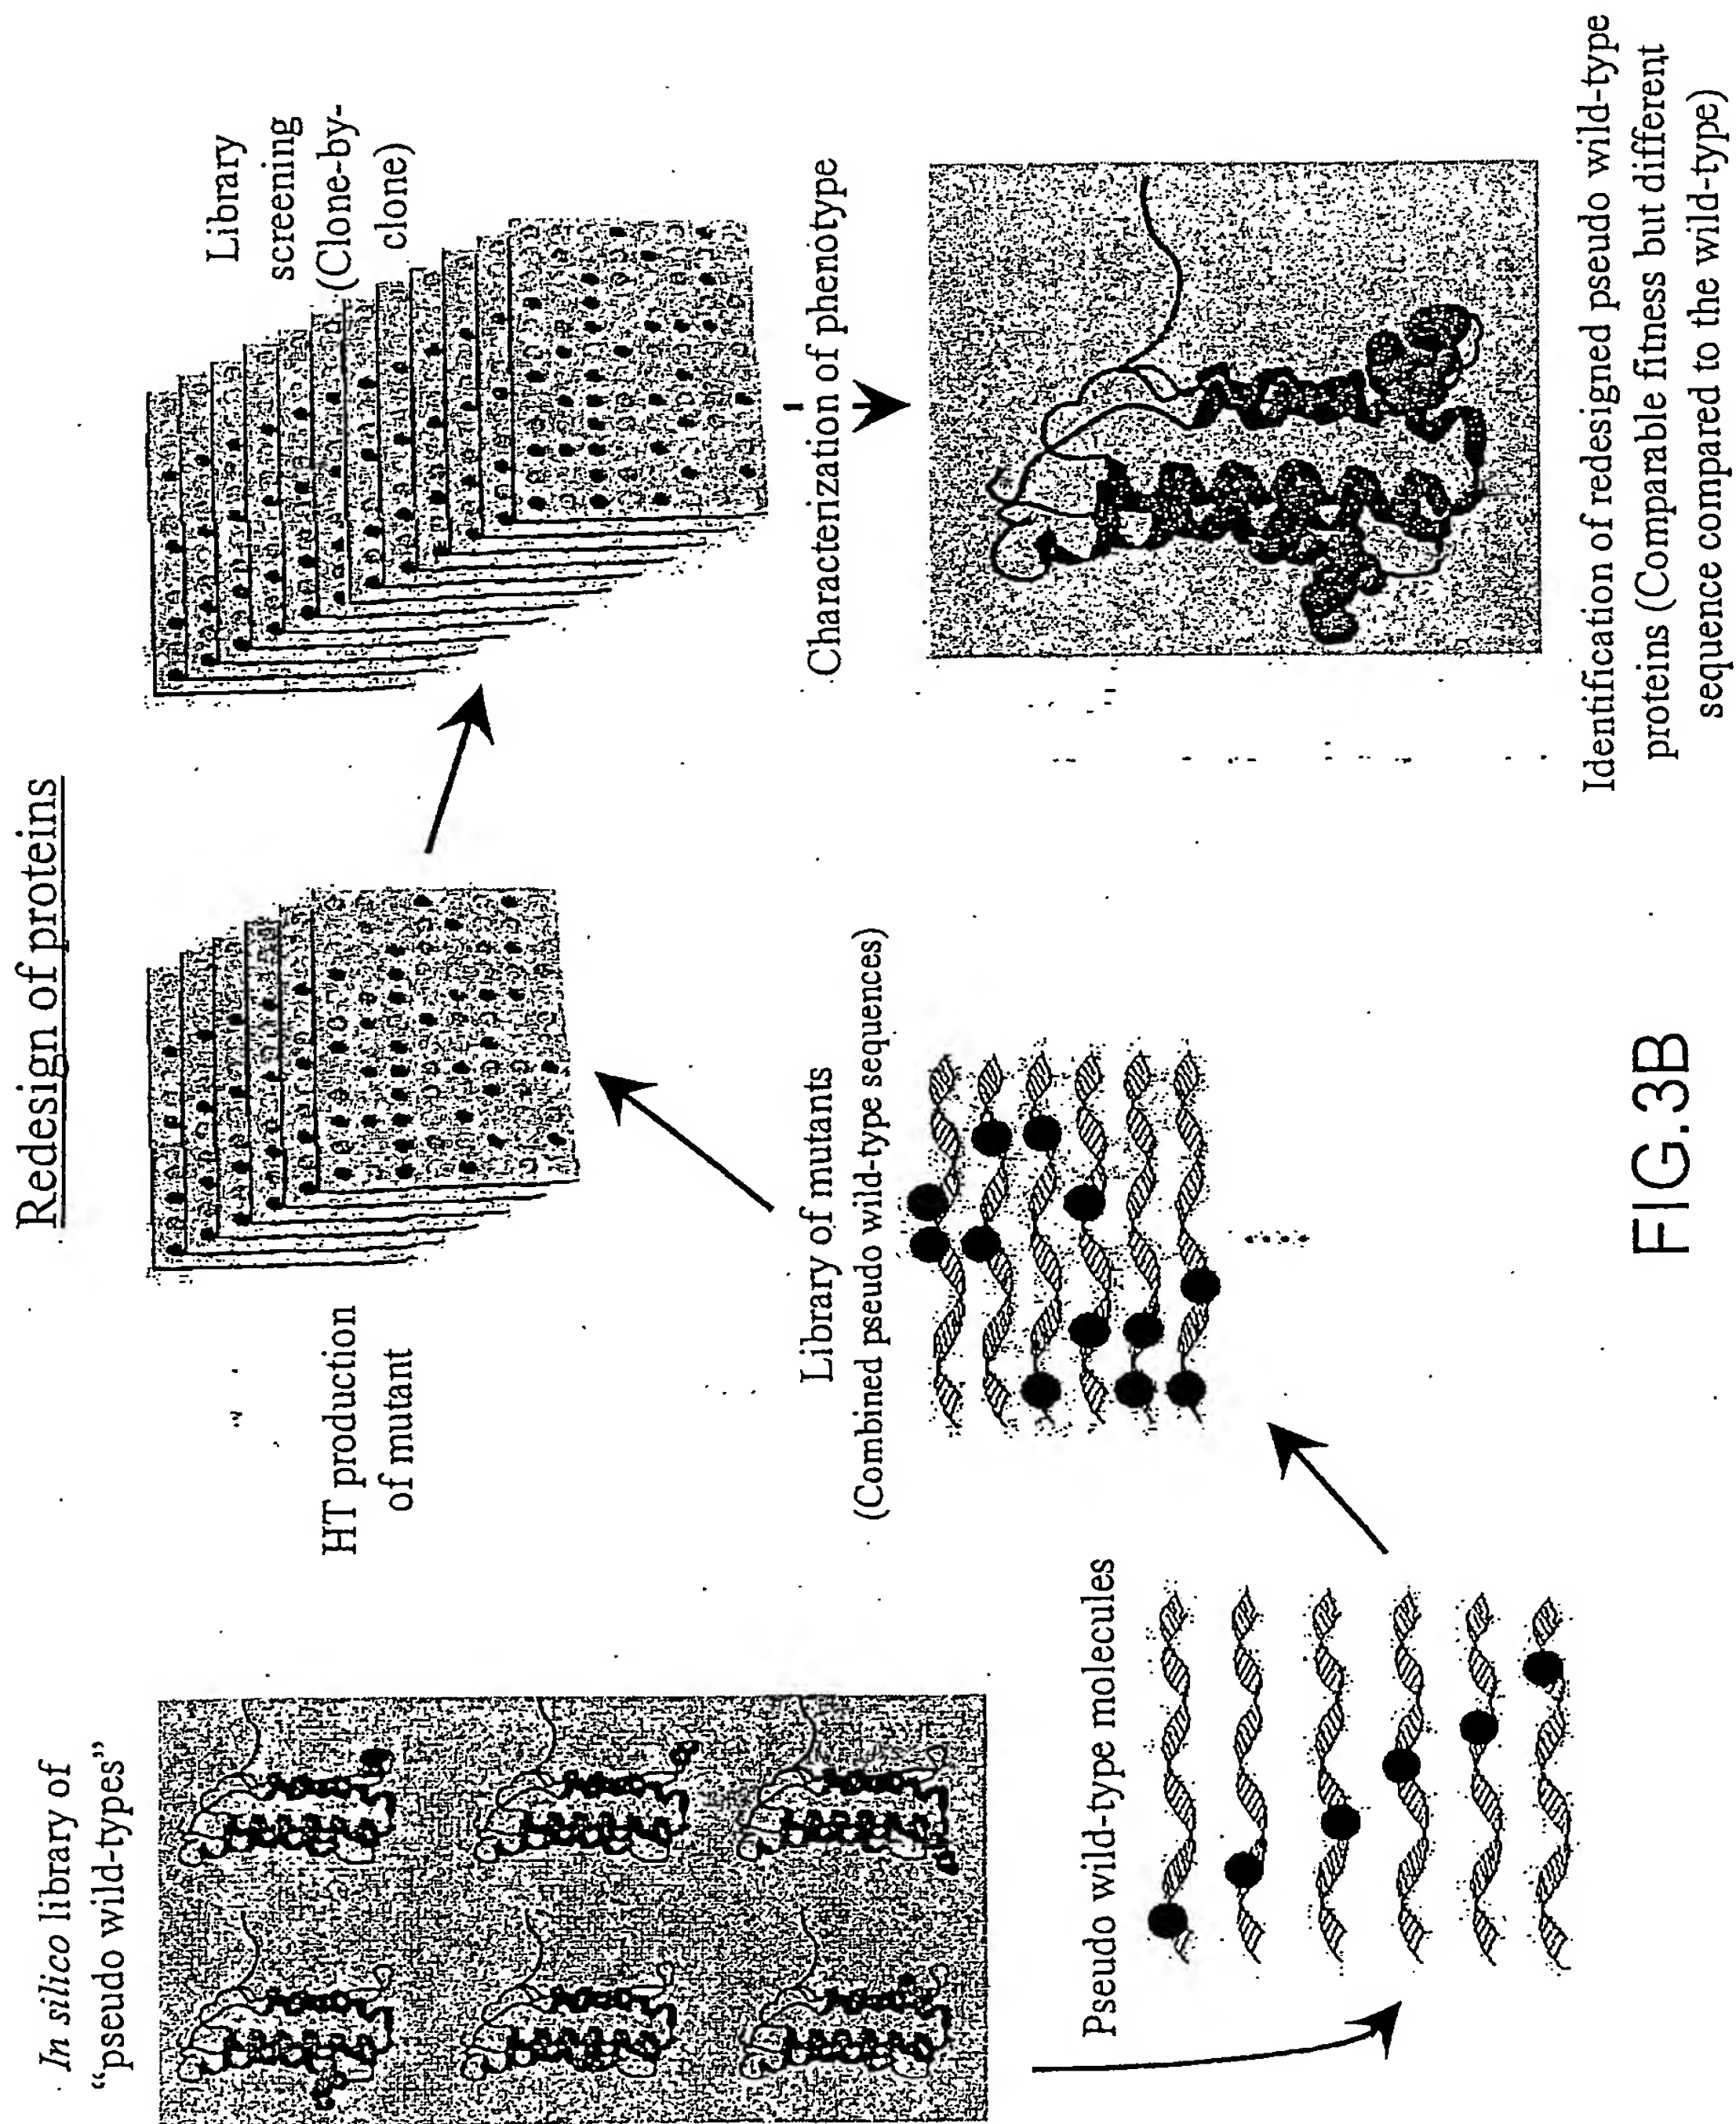 Redesign of proteins
In silico library of
“pseudo wild-types”
HT production
of mutant
Library
screening
(Clone-by-
clone)
Pseudo wild-type molecules
Library of mutants
(Combined pseudo wild-type sequences)
Characterization of phenotype
Identification of redesigned pseudo wild-type
proteins (Comparable fitness but different
sequence compared to the wild-type)
FIG.3B